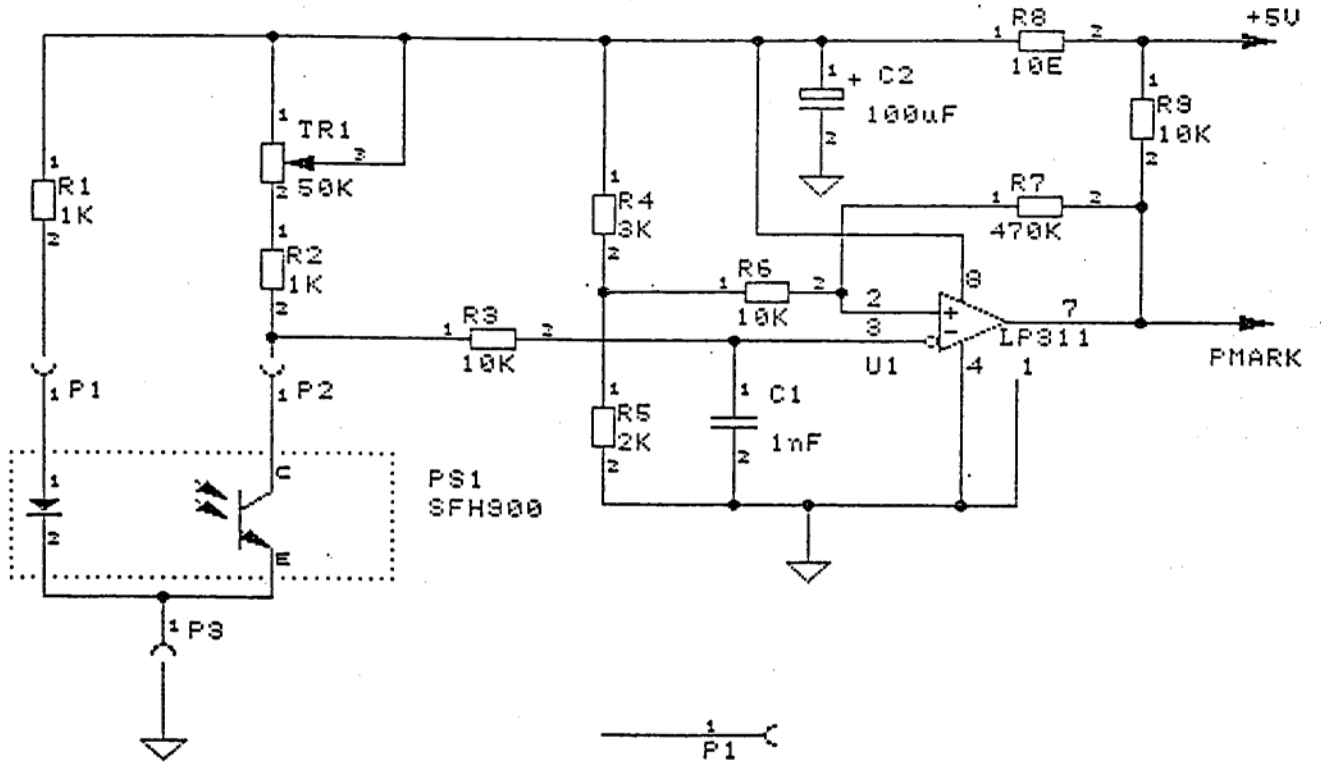 +5V
1 R8 2
10E
1
+ C2
100uF
2
1
R9
10K
2
1
TR1
3
50K
2
1
R1
1K
2
1
R4
3K
2
1 R7 2
470K
1
R2
1K
2
1 R6 2
10K
8
2
+
3
-
7
LP311
U1
4
1
PMARK
1 R3 2
10K
1 P1
1 P2
1
R5
2K
2
1
C1
1nF
2
1
2
C
E
PS1
SFH900
1 P3
1
P1